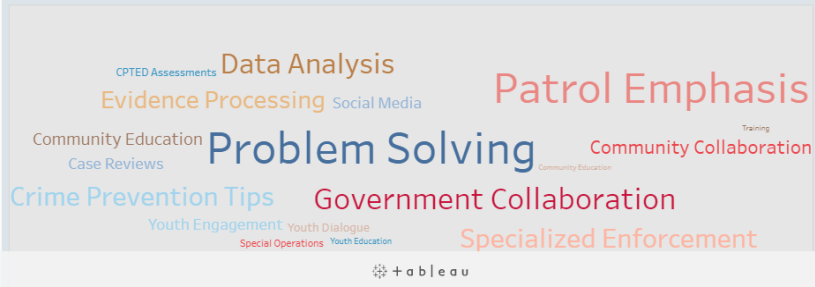 Data Analysis
CPTED Assessments
Patrol Emphasis
Evidence Processing
Social Media
Training
Community Education
Problem Solving
Community Collaboration
Case Reviews
Community Education
Crime Prevention Tips
Government Collaboration
Youth Engagement
Youth Dialogue
Special Operations
Youth Education
Specialized Enforcement
+ableau